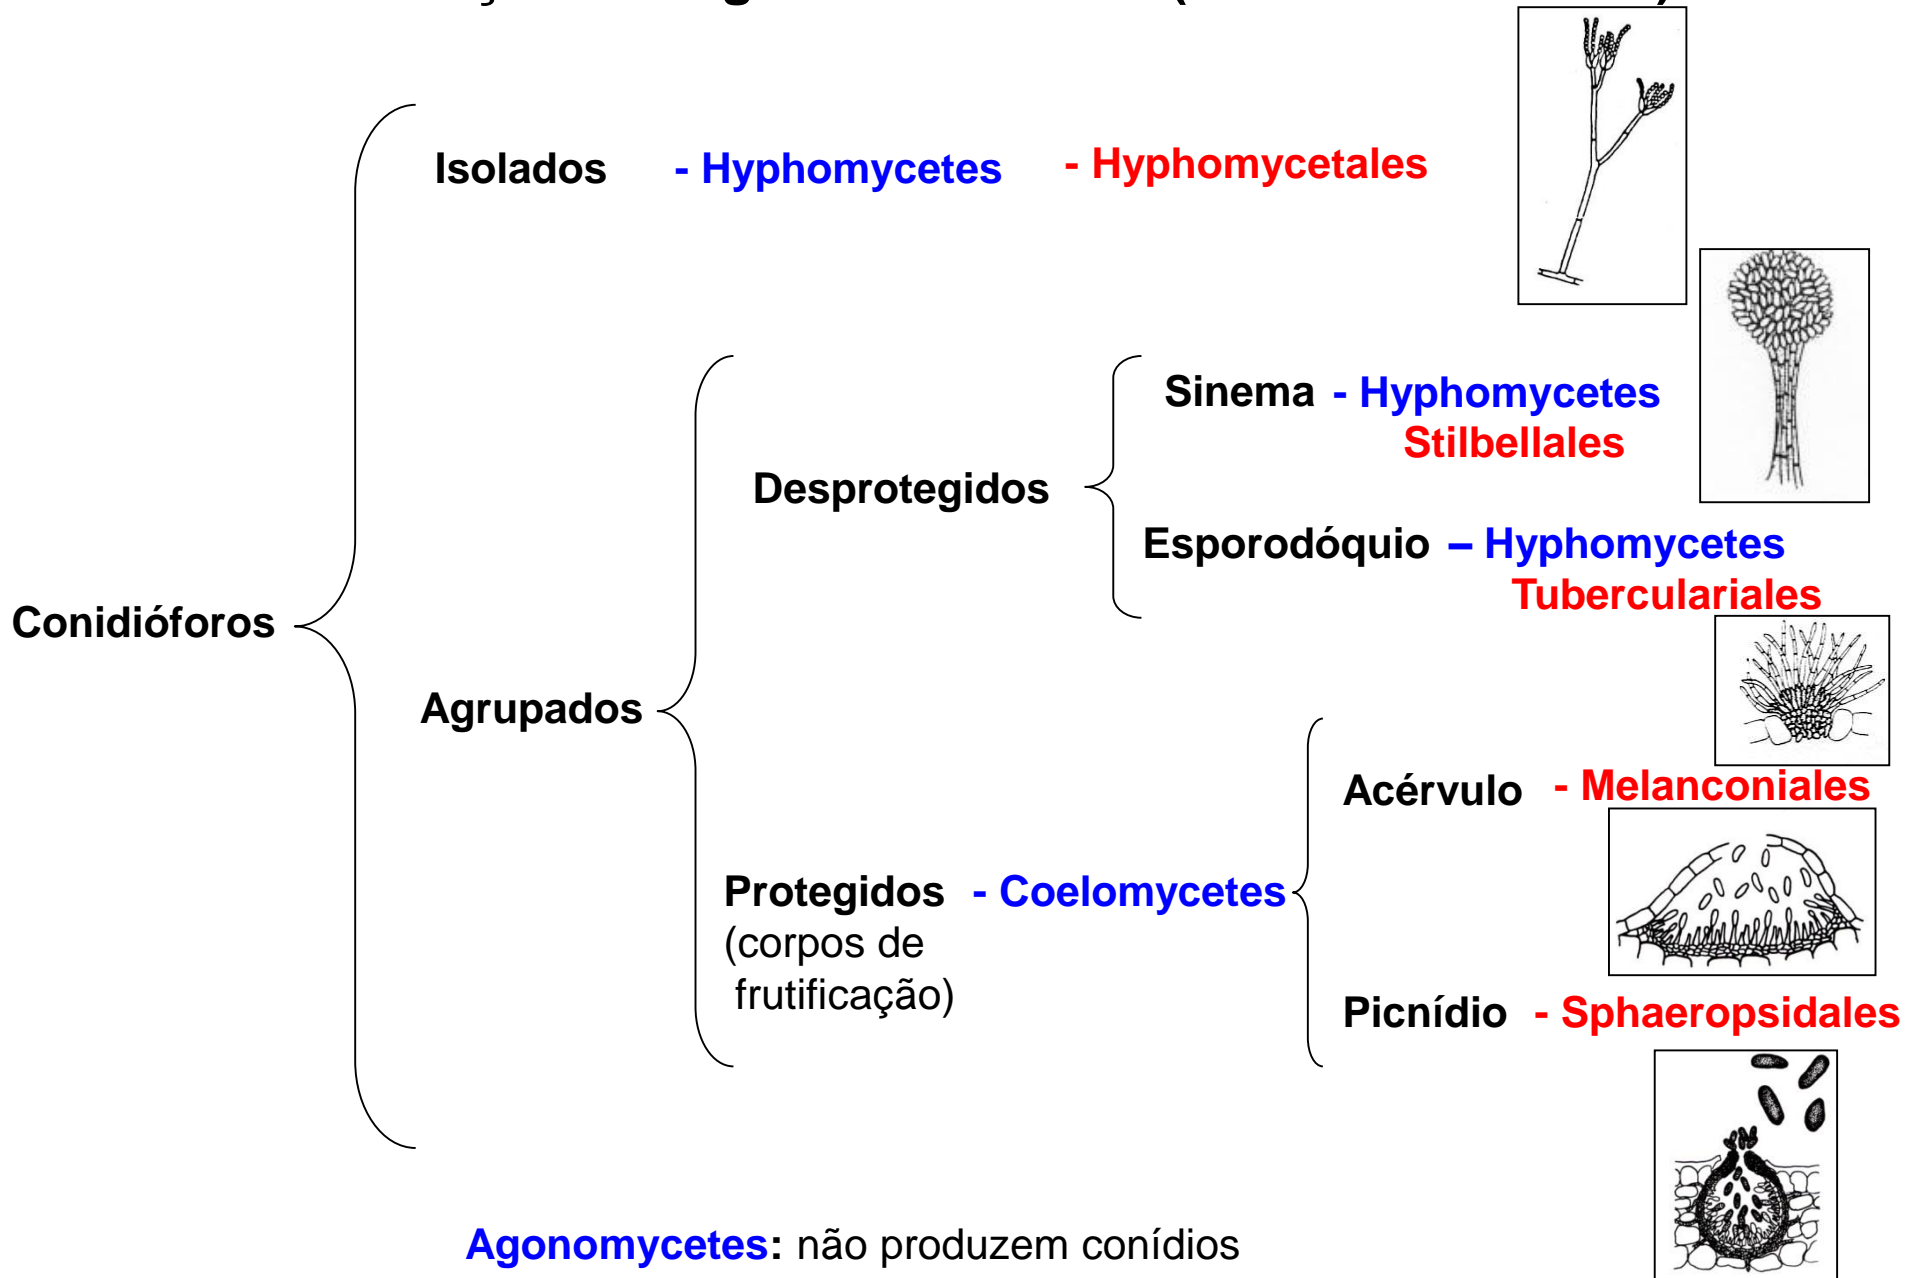 Isolados - Hyphomycetes - Hyphomycetales
Sinema - Hyphomycetes
Stilbellales
Desprotegidos
Esporodóquio – Hyphomycetes
Tuberculariales
Conidióforos
Agrupados
Acérvulo - Melanconiales
Protegidos - Coelomycetes
(corpos de
frutificação)
Picnídio - Sphaeropsidales
Agonomycetes: não produzem conídios